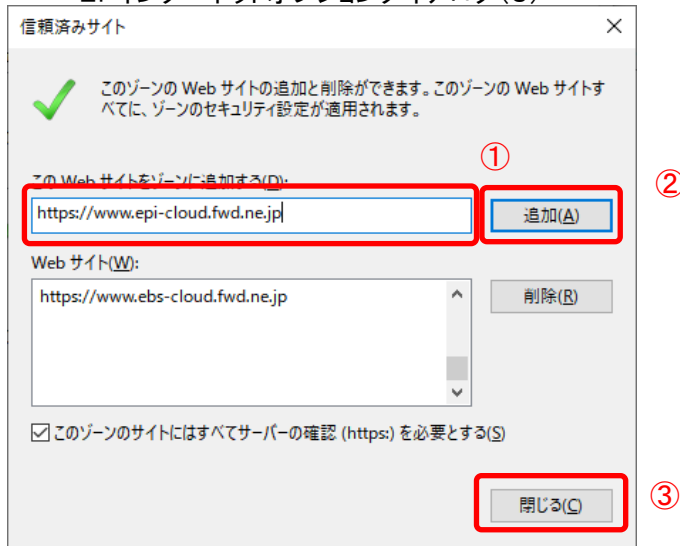 信頼済みサイト
このゾーンの Web サイトの追加と削除ができます。このゾーンの Web サイトす
べてに、ゾーンのセキュリティ設定が適用されます。
①
この Web サイトをゾーンに追加する(D):
②
https://www.epi-cloud.fwd.ne.jp
追加(A)
Web サイト(W):
https://www.ebs-cloud.fwd.ne.jp
削除(R)
このゾーンのサイトにはすべてサーバーの確認 (https:) を必要とする(S)
閉じる(C)
③